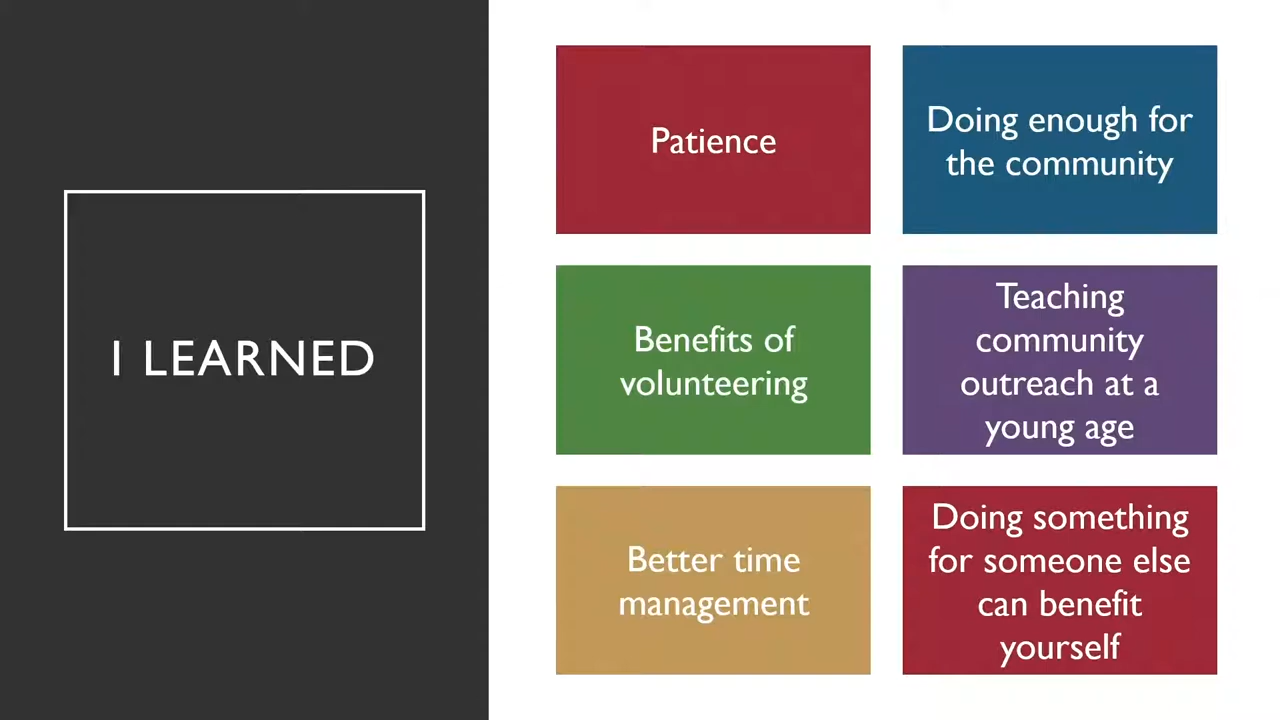 I LEARNED
Patience
Doing enough for
the community
Benefits of
volunteering
Teaching
community
outreach at a
young age
Better time
management
Doing something
for someone else
can benefit
yourself